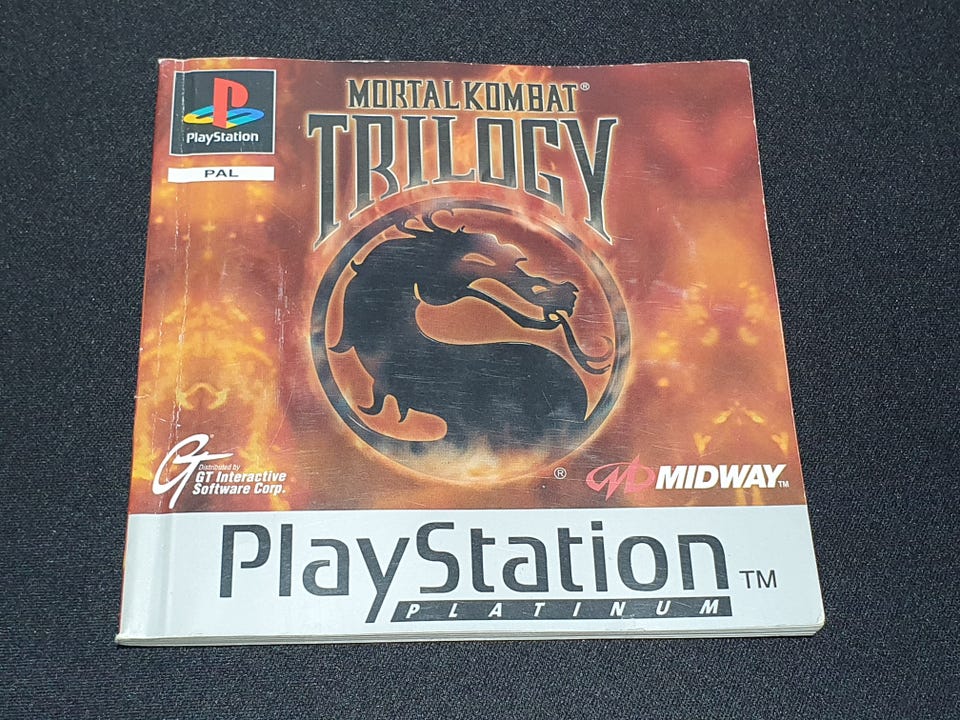 PlayStation
PAL
MORTAL KOMBAT®
TRILOGY
®
Distributed by
GT Interactive
Software Corp.
MIDWAY™
PlayStation™
PLATINUM